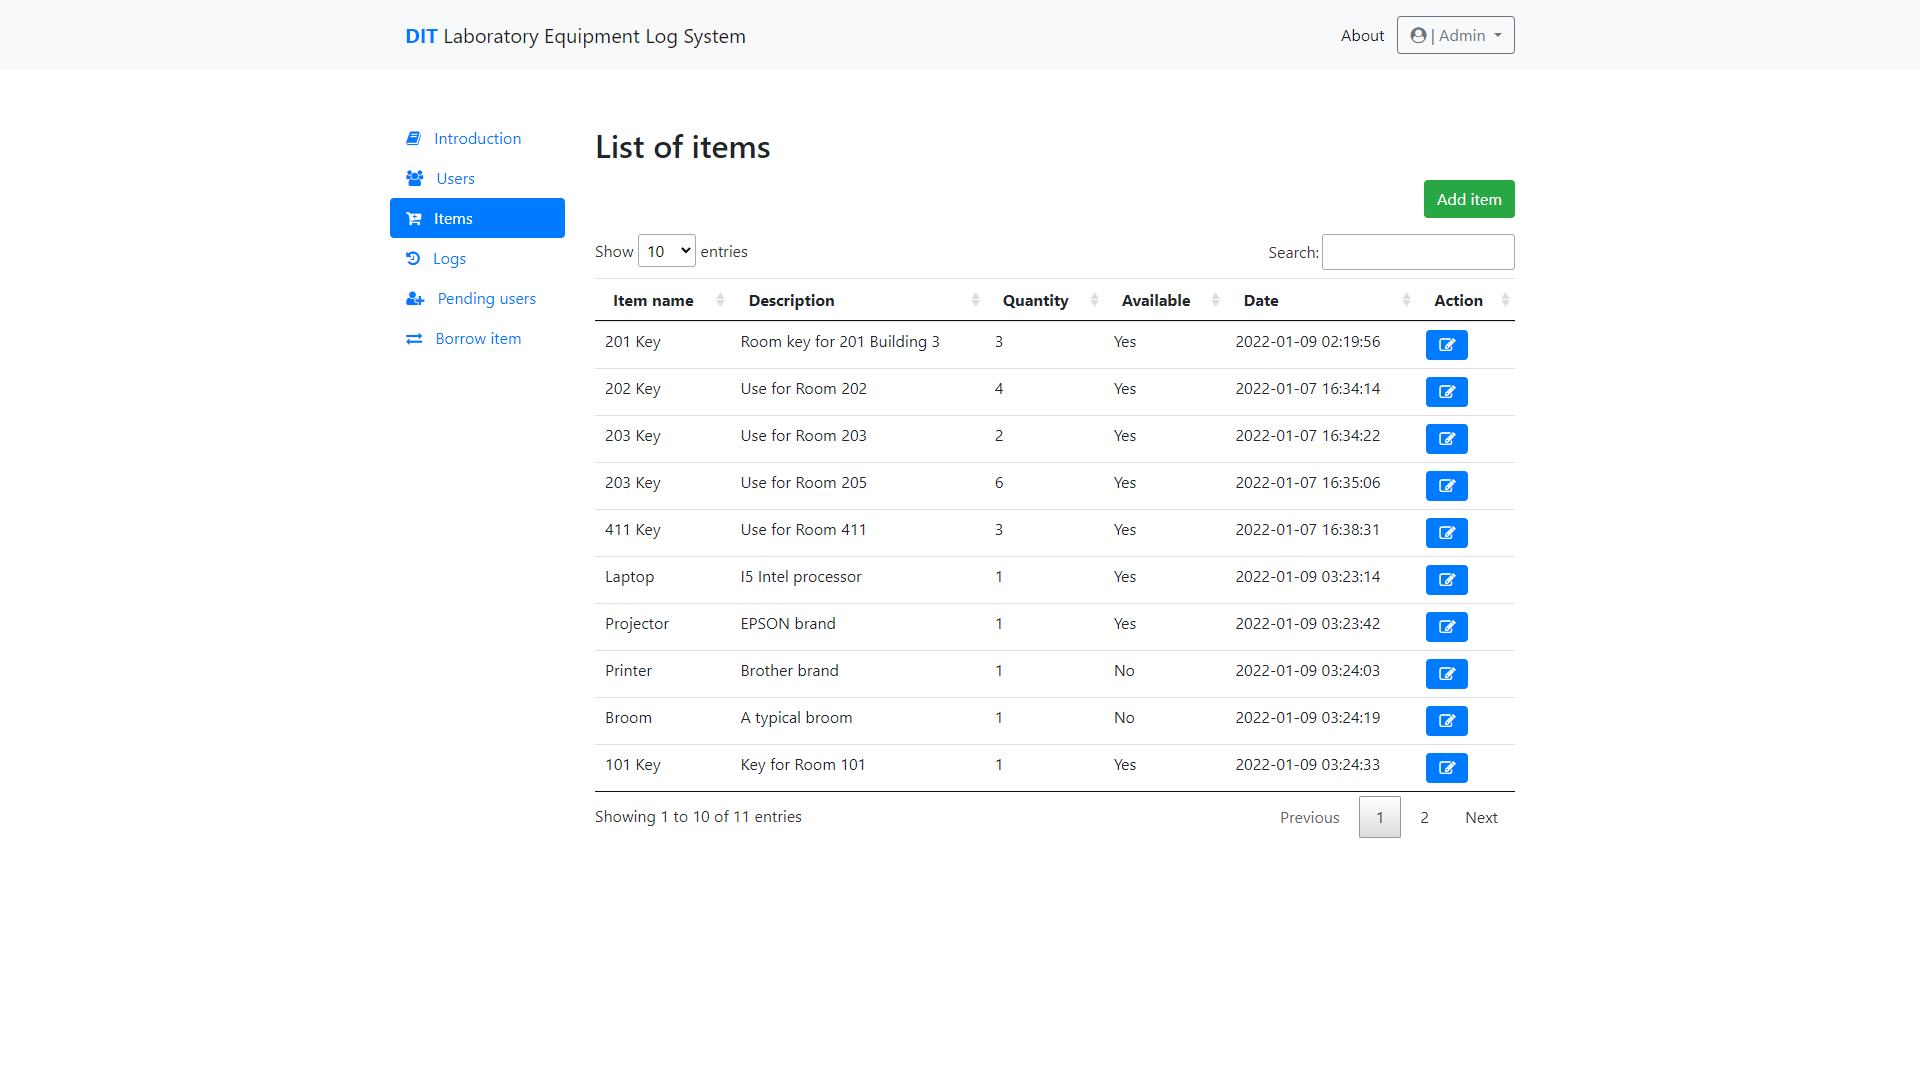 DIT Laboratory Equipment Log System
About
| Admin
Introduction
Users
Items
Logs
Pending users
Borrow item
List of items
Add item
Show 10 entries
Search:
Item name Description Quantity Available Date Action
201 Key Room key for 201 Building 3 3 Yes 2022-01-09 02:19:56
202 Key Use for Room 202 4 Yes 2022-01-07 16:34:14
203 Key Use for Room 203 2 Yes 2022-01-07 16:34:22
203 Key Use for Room 205 6 Yes 2022-01-07 16:35:06
411 Key Use for Room 411 3 Yes 2022-01-07 16:38:31
Laptop I5 Intel processor 1 Yes 2022-01-09 03:23:14
Projector EPSON brand 1 Yes 2022-01-09 03:23:42
Printer Brother brand 1 No 2022-01-09 03:24:03
Broom A typical broom 1 No 2022-01-09 03:24:19
101 Key Key for Room 101 1 Yes 2022-01-09 03:24:33
Showing 1 to 10 of 11 entries
Previous 1 2 Next